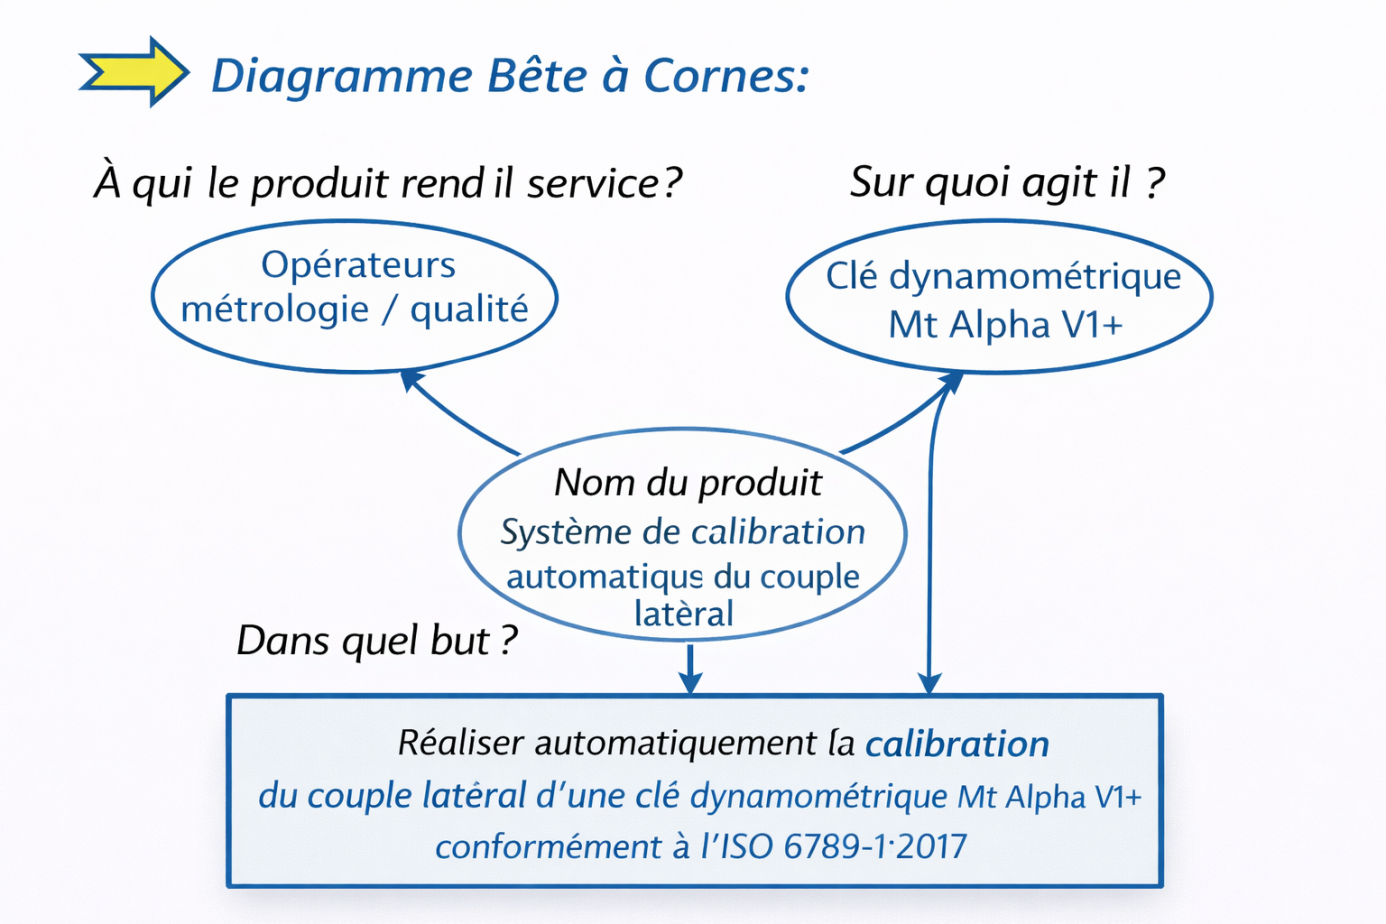 Diagramme Bête à Cornes:
À qui le produit rend il service?
Sur quoi agit il ?
Opérateurs
métrologie / qualité
Clé dynamométrique
Mt Alpha V1+
Nom du produit
Système de calibration
automatique du couple
latèral
Dans quel but ?
Réaliser automatiquement la calibration
du couple latéral d'une clé dynamométrique Mt Alpha V1+
conformément à l'ISO 6789-1:2017